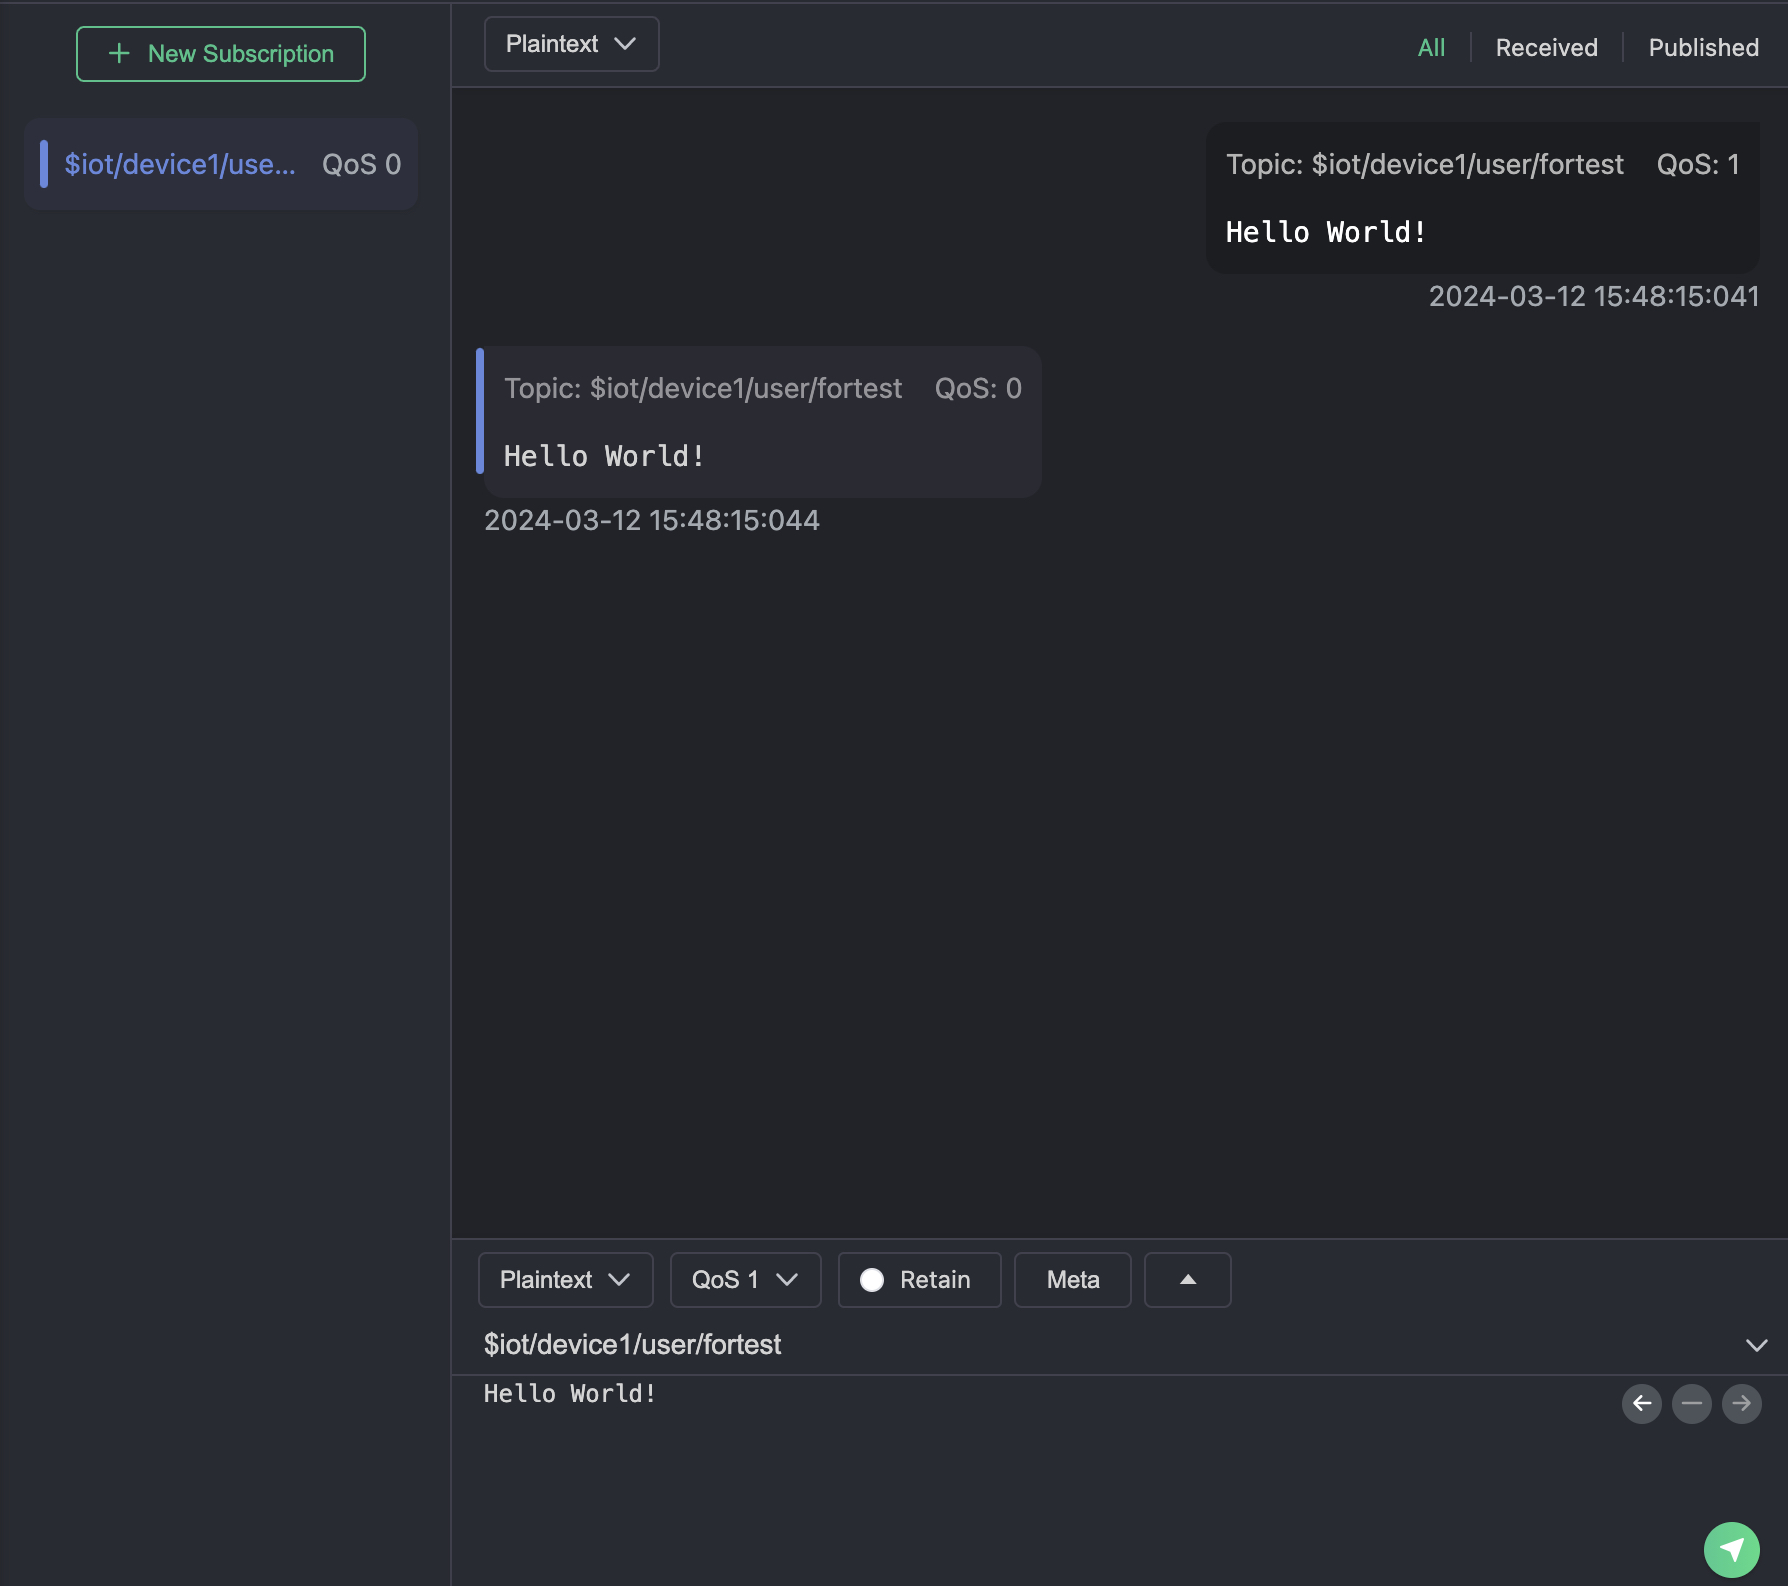 New Subscription
$iot/device1/use... QoS 0
Plaintext
All Received Published
Topic: $iot/device1/user/fortest QoS: 1
Hello World!
2024-03-12 15:48:15:041
Topic: $iot/device1/user/fortest QoS: 0
Hello World!
2024-03-12 15:48:15:044
Plaintext QoS 1 Retain Meta
$iot/device1/user/fortest
Hello World!